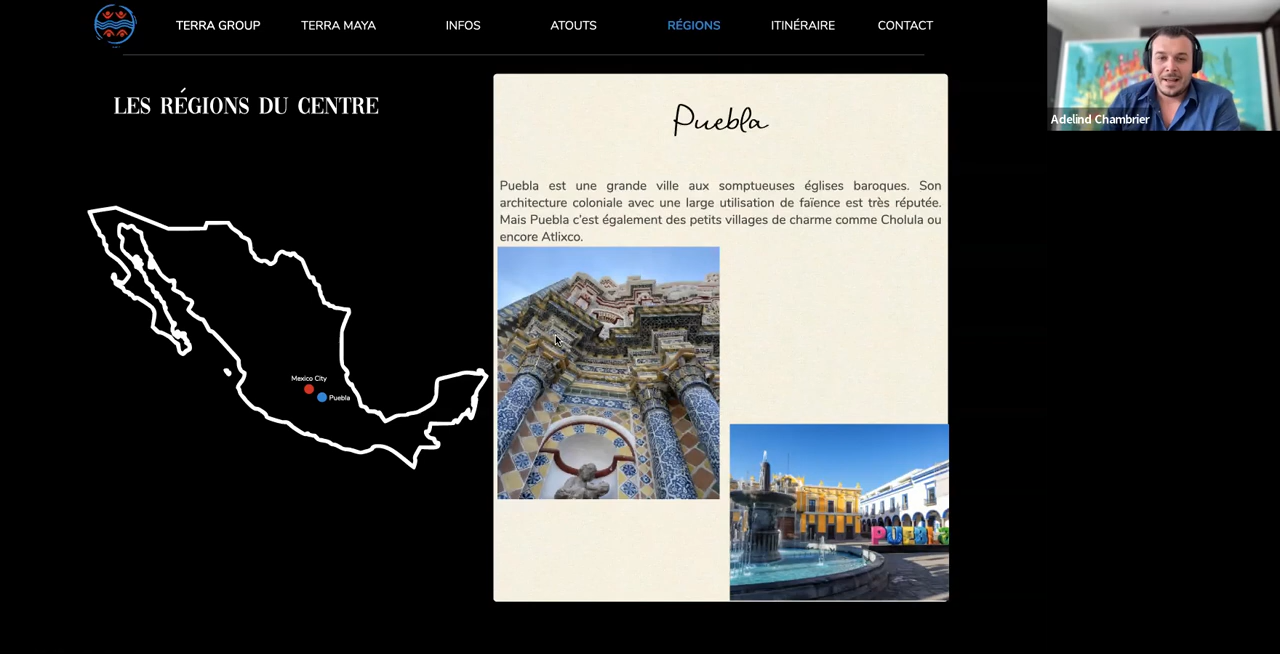 TERRA GROUP TERRA MAYA INFOS ATOUTS RÉGIONS ITINÉRAIRE CONTACT
LES RÉGIONS DU CENTRE
Puebla
Puebla est une grande ville aux somptueuses églises baroques. Son
architecture coloniale avec une large utilisation de faïence est très réputée.
Mais Puebla c'est également des petits villages de charme comme Cholula ou
encore Atlixco.
Mexico City
Puebla
PUEBLA
Adelind Chambrier